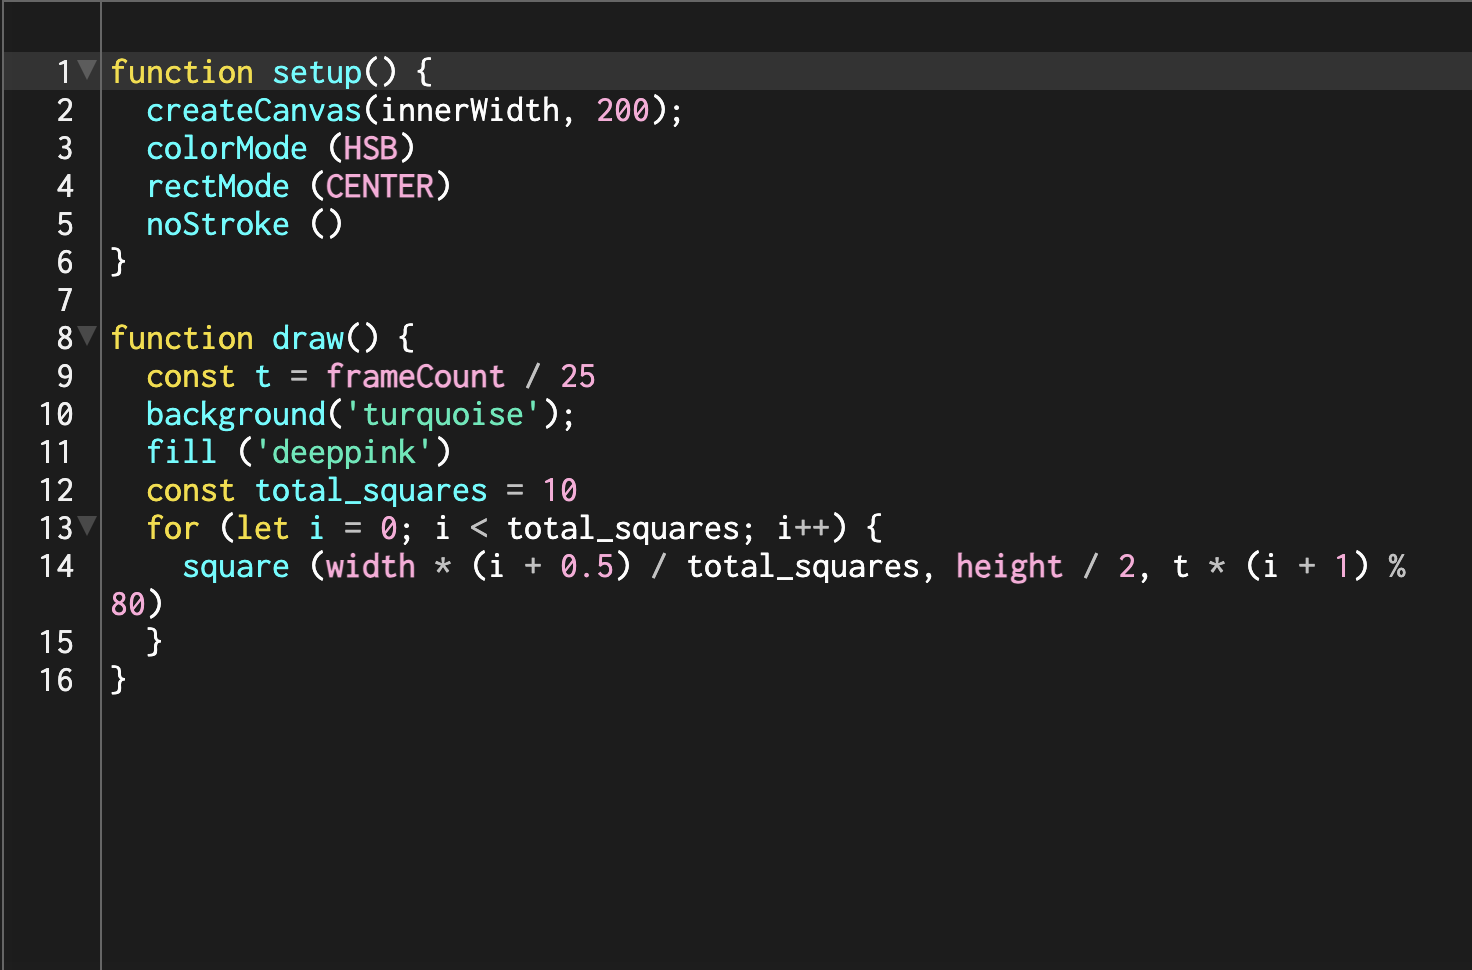 1 function setup() {
2   createCanvas(innerWidth, 200);
3   colorMode (HSB)
4   rectMode (CENTER)
5   noStroke ()
6 }
7
8 function draw() {
9   const t = frameCount / 25
10   background('turquoise');
11   fill ('deeppink')
12   const total_squares = 10
13   for (let i = 0; i < total_squares; i++) {
14     square (width * (i + 0.5) / total_squares, height / 2, t * (i + 1) %
80)
15   }
16 }